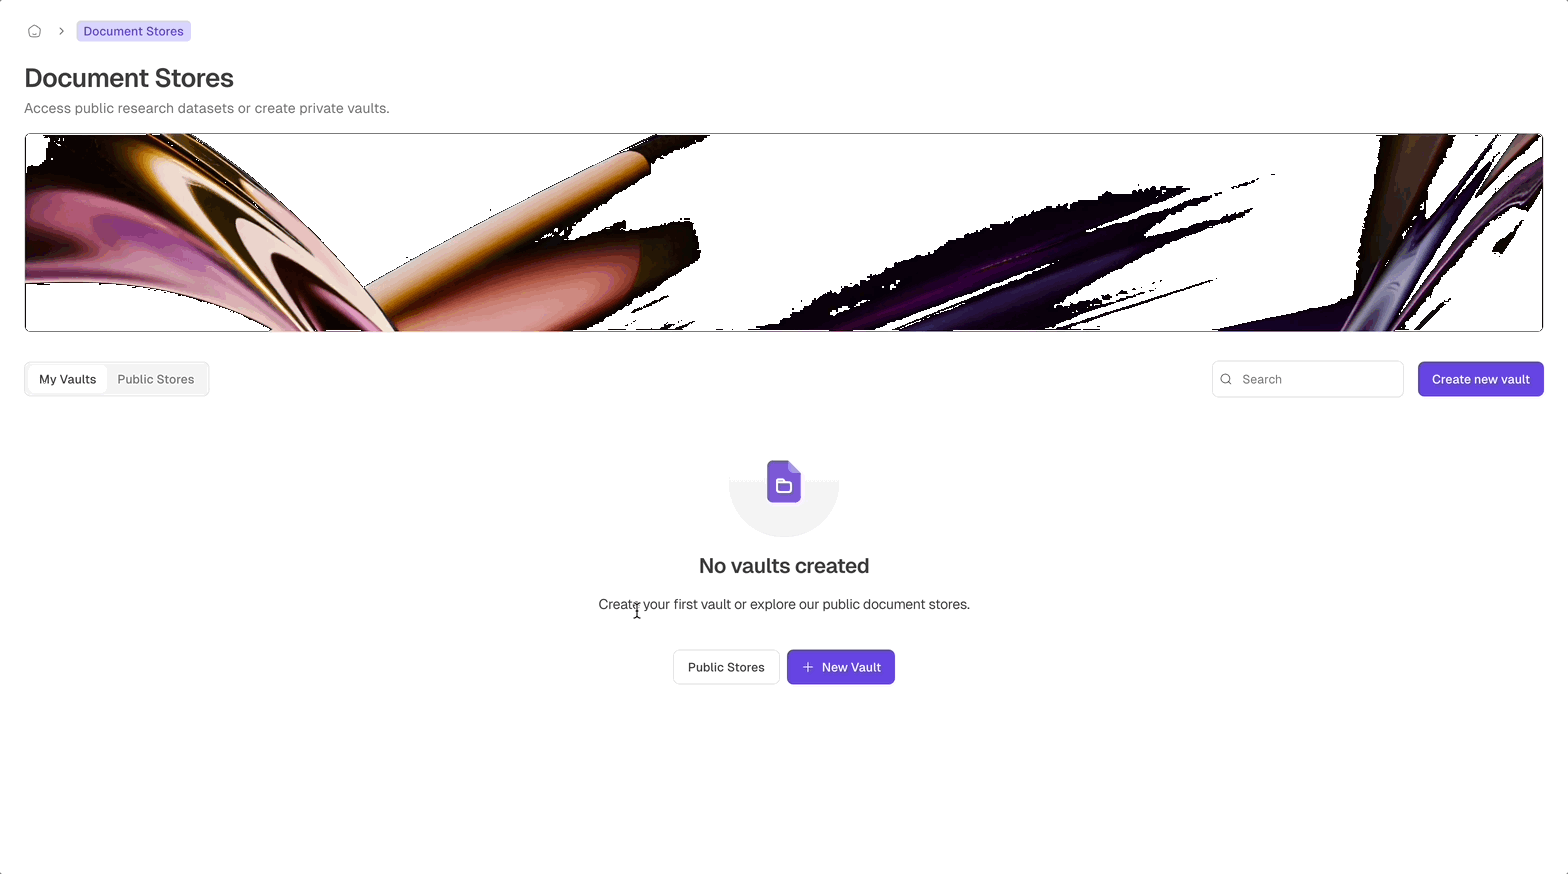 Document Stores
Document Stores
Access public research datasets or create private vaults.
My Vaults
Public Stores
Search
Create new vault
No vaults created
Create your first vault or explore our public document stores.
Public Stores
New Vault